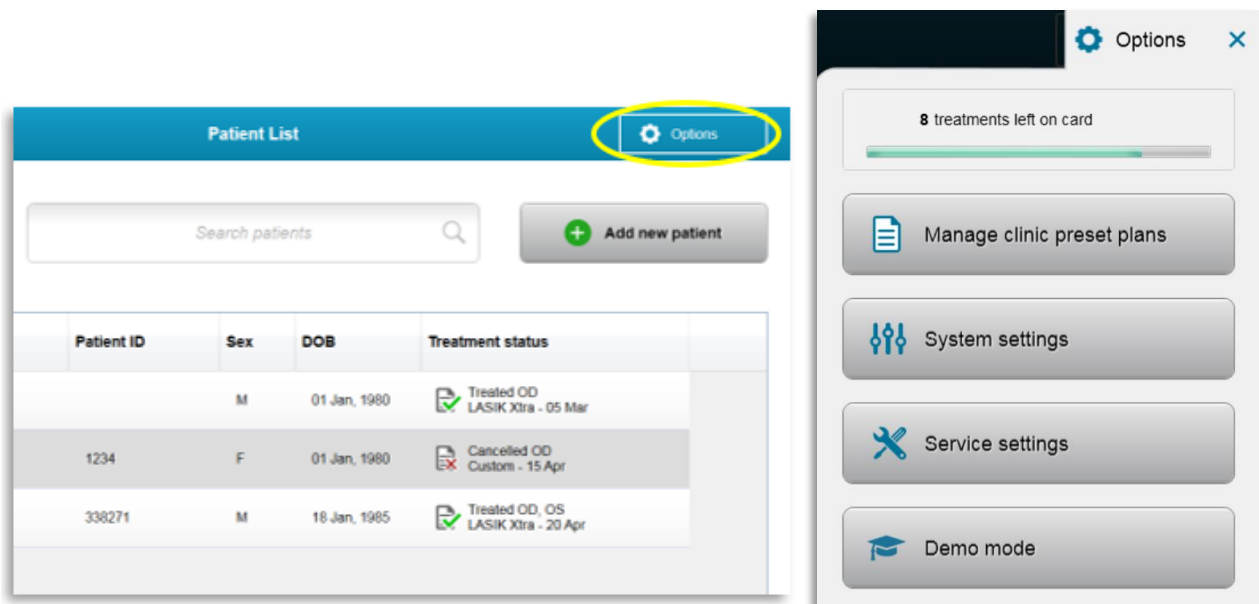 Patient List
Options
Search patients
Add new patient
Patient ID Sex DOB Treatment status
M 01 Jan, 1980 Treated OD
LASIK Xtra - 05 Mar
1234 F 01 Jan, 1980 Cancelled OD
Custom - 15 Apr
338271 M 18 Jan, 1985 Treated OD, OS
LASIK Xtra - 20 Apr
Options
8 treatments left on card
Manage clinic preset plans
System settings
Service settings
Demo mode